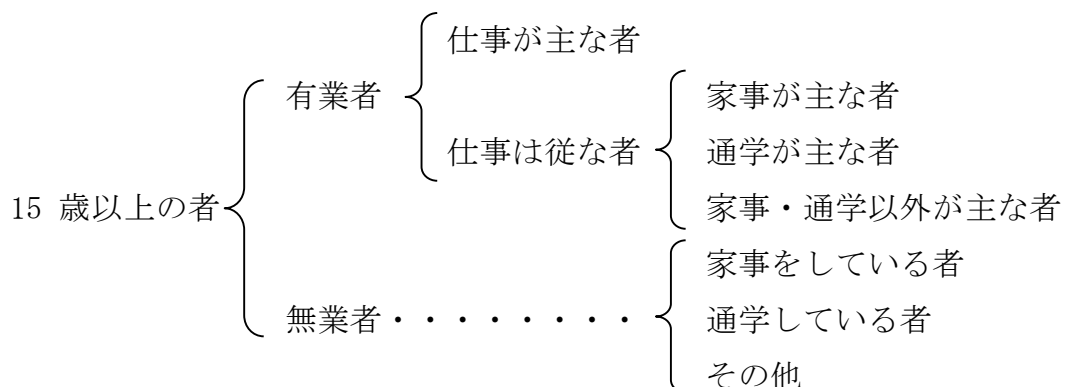 仕事が主な者
有業者
家事が主な者
仕事は従な者
通学が主な者
15 歳以上の者
家事・通学以外が主な者
家事をしている者
無業者・・・・・・・・
通学している者
その他